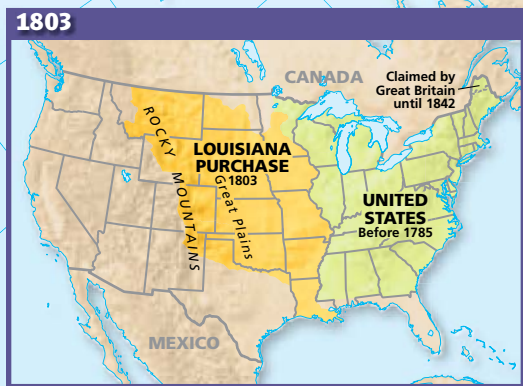 1803
CANADA
Claimed by
Great Britain
until 1842
ROCKY MOUNTAINS
LOUISIANA
PURCHASE
1803
Great Plains
UNITED
STATES
Before 1785
MEXICO